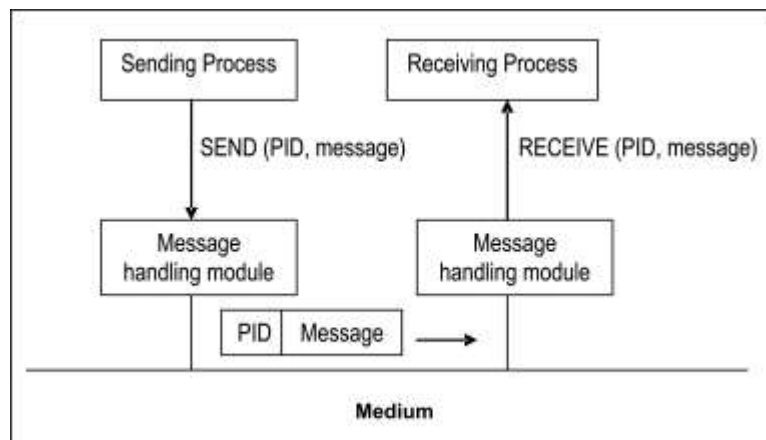 Sending Process
Receiving Process
SEND (PID, message)
RECEIVE (PID, message)
Message
handling module
Message
handling module
PID
Message
Medium